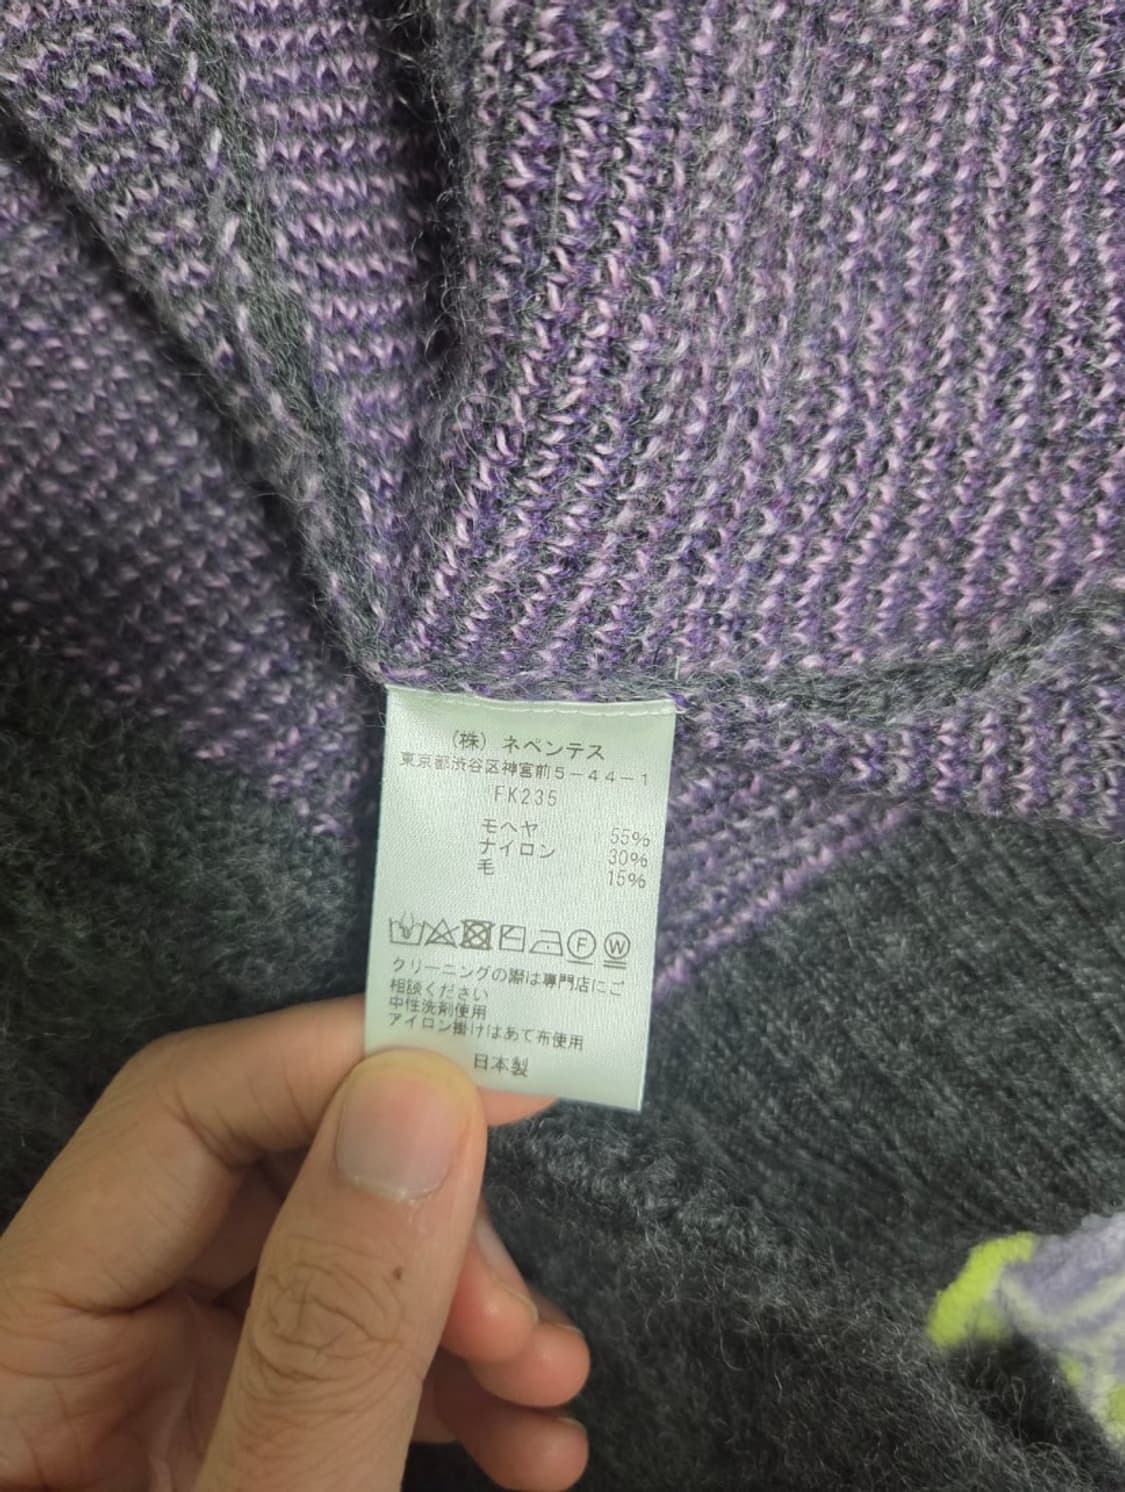 (株) ネペンテス
東京都渋谷区神宮前5-44-1
FK235
モヘヤ 55%
ナイロン 30%
毛 15%
F W
クリーニングの際は専門店にご
相談ください
中性洗剤使用
アイロン掛けはあて布使用
日本製